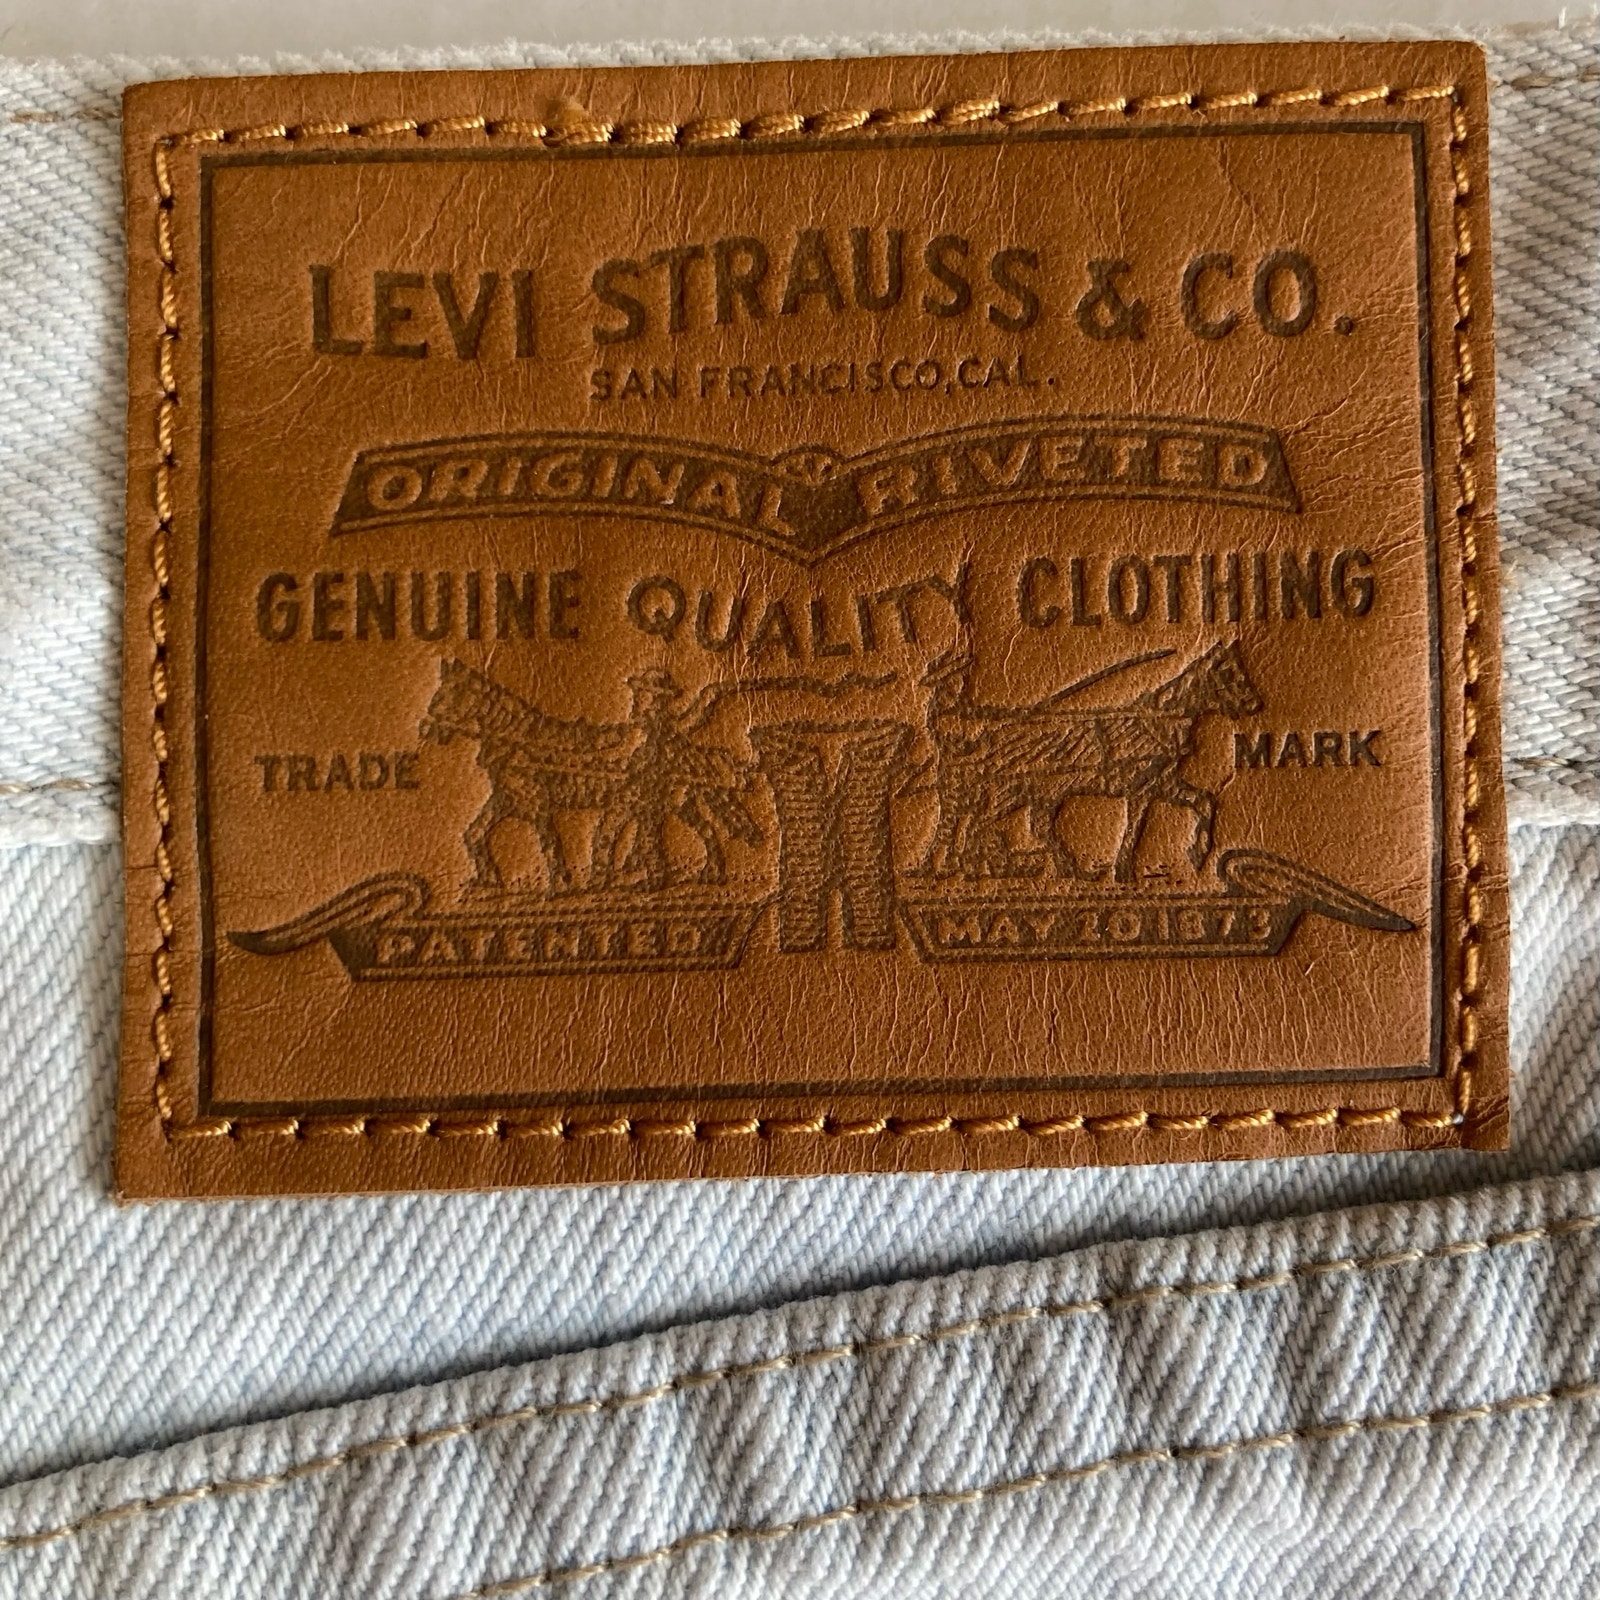 LEVI STRAUSS & CO.
SAN FRANCISCO, CAL.
ORIGINAL RIVETED
GENUINE QUALITY CLOTHING
TRADE MARK
PATENTED MAY 20 1873